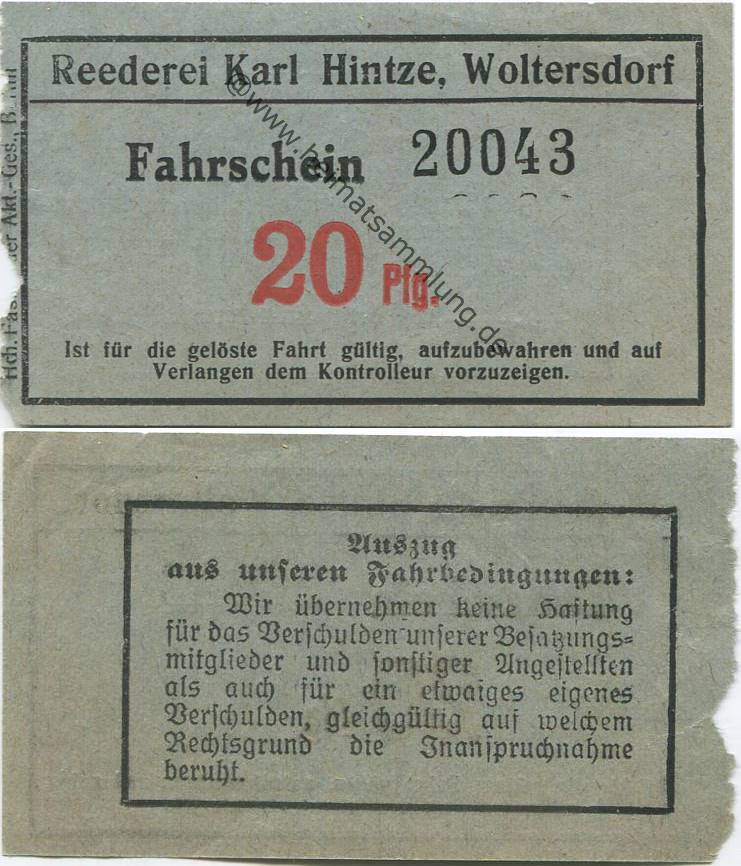 Reederei Karl Hintze, Woltersdorf
Fahrschein 20043
20 Pfg.
Ist für die gelöste Fahrt gültig, aufzubewahren und auf
Verlangen dem Kontrolleur vorzuzeigen.
Akt.-Ges.,
@www.heimatsammlung.de
Auszug
aus unseren Fahrbedingungen:
Wir übernehmen keine Haftung
für das Verschulden unserer Besatzungs-
mitglieder und sonstiger Angestellten
als auch für ein etwaiges eigenes
Verschulden, gleichgültig auf welchem
Rechtsgrund die Inanspruchnahme
beruht.